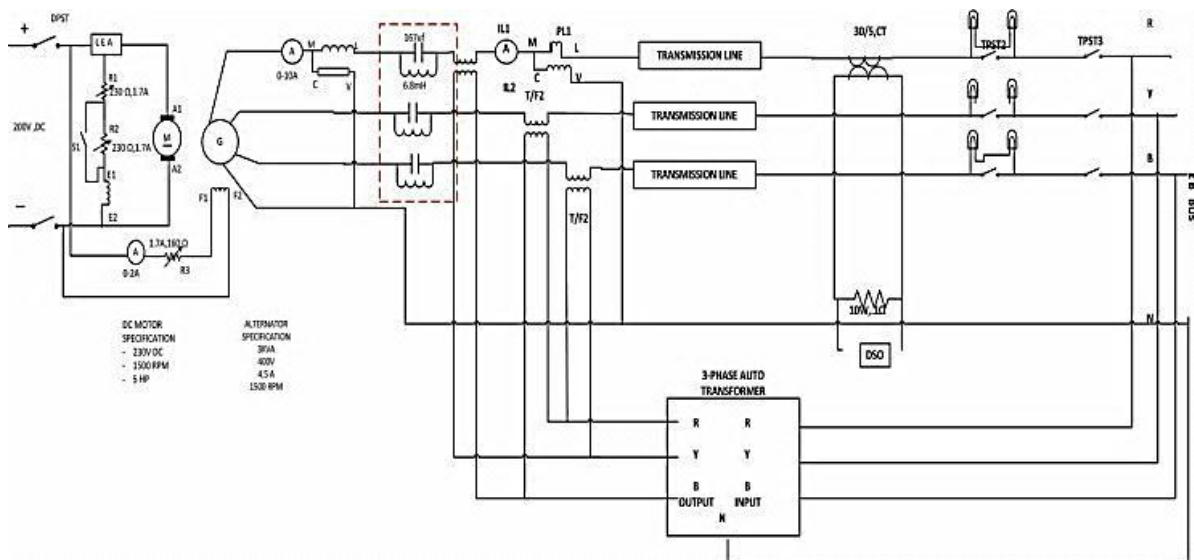 +
DPST
LEA
R1
230 Ω,1.7A
200V ,DC
S1
R2
230 Ω,1.7A
E1
E2
A1
M
A2
−
1.7A,160Ω
A
0-2A
R3
F1
F2
G
A
0-10A
M
L
C
V
167uf
6.8mH
IL1
A
IL2
M
PL1
L
C
V
T/F2
T/F2
TRANSMISSION LINE
TRANSMISSION LINE
TRANSMISSION LINE
30/5,CT
TPST2
TPST3
R
Y
B
N
EB BUS
10W,.1Ω
DSO
DC MOTOR
SPECIFICATION
- 230V DC
- 1500 RPM
- 5 HP
ALTERNATOR
SPECIFICATION
3KVA
400V
4.5 A
1500 RPM
3-PHASE AUTO
TRANSFORMER
R R
Y Y
B B
OUTPUT INPUT
N